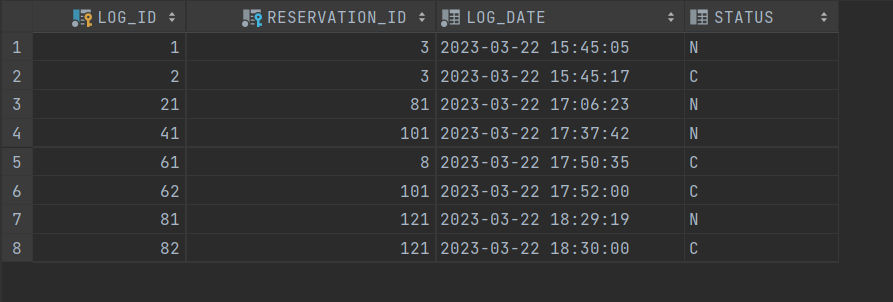 LOG_ID RESERVATION_ID LOG_DATE STATUS
1 1 3 2023-03-22 15:45:05 N
2 2 3 2023-03-22 15:45:17 C
3 21 81 2023-03-22 17:06:23 N
4 41 101 2023-03-22 17:37:42 N
5 61 8 2023-03-22 17:50:35 C
6 62 101 2023-03-22 17:52:00 C
7 81 121 2023-03-22 18:29:19 N
8 82 121 2023-03-22 18:30:00 C